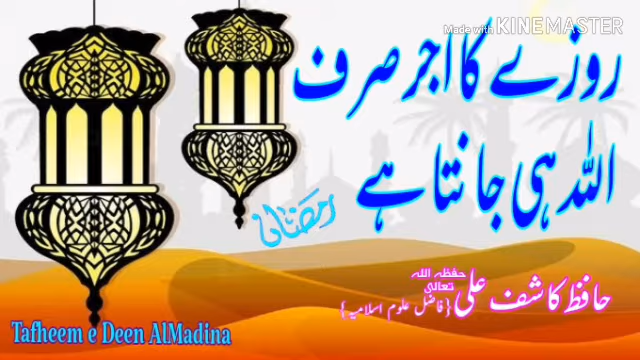 Made with KINEMASTER
روزے کا اجر صرف
اللہ ہی جانتا ہے
رمضان
حافظ کاشف علی حفظہ اللہ تعالیٰ {فاضل علوم اسلامیہ}
Tafheem e Deen AlMadina